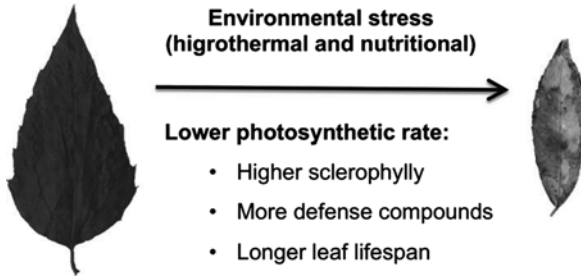 Environmental stress
(higrothermal and nutritional)
Lower photosynthetic rate:
• Higher sclerophylly
• More defense compounds
• Longer leaf lifespan